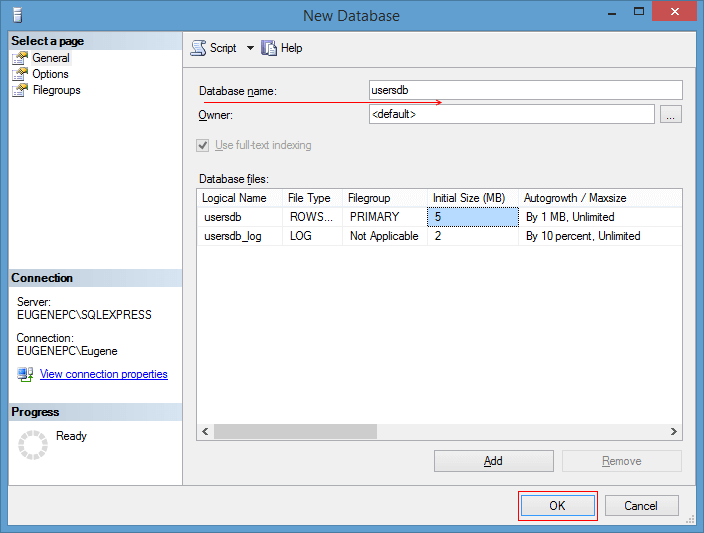 New Database
Select a page
General
Options
Filegroups
Script
Help
Database name:
usersdb
Owner:
<default>
...
Use full-text indexing
Database files:
Logical Name File Type Filegroup Initial Size (MB) Autogrowth / Maxsize
usersdb ROWS... PRIMARY 5 By 1 MB, Unlimited
usersdb_log LOG Not Applicable 2 By 10 percent, Unlimited
Connection
Server:
EUGENEPC\SQLEXPRESS
Connection:
EUGENEPC\Eugene
View connection properties
Progress
Ready
Add
Remove
OK
Cancel